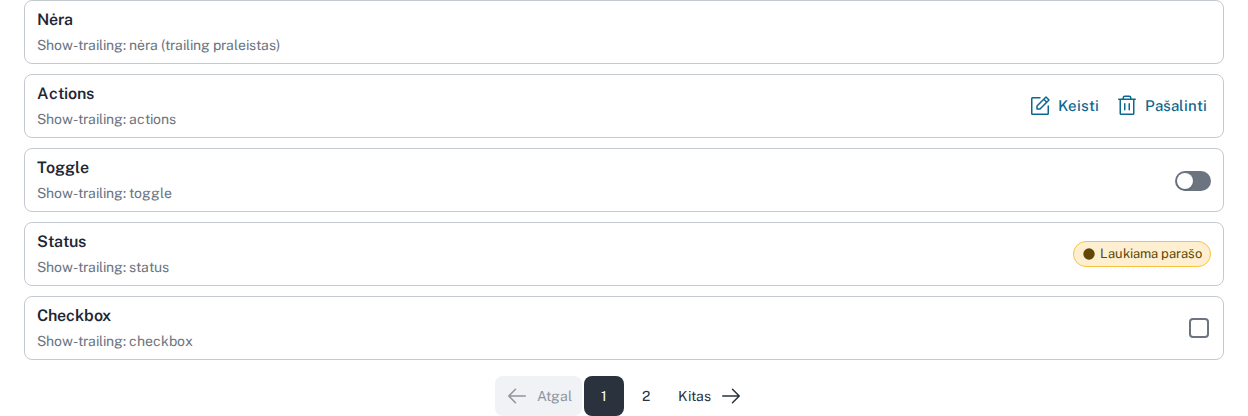 Nėra
Show-trailing: nėra (trailing praleistas)
Actions
Show-trailing: actions
Keisti
Pašalinti
Toggle
Show-trailing: toggle
Status
Show-trailing: status
Laukiama parašo
Checkbox
Show-trailing: checkbox
Atgal 1 2 Kitas